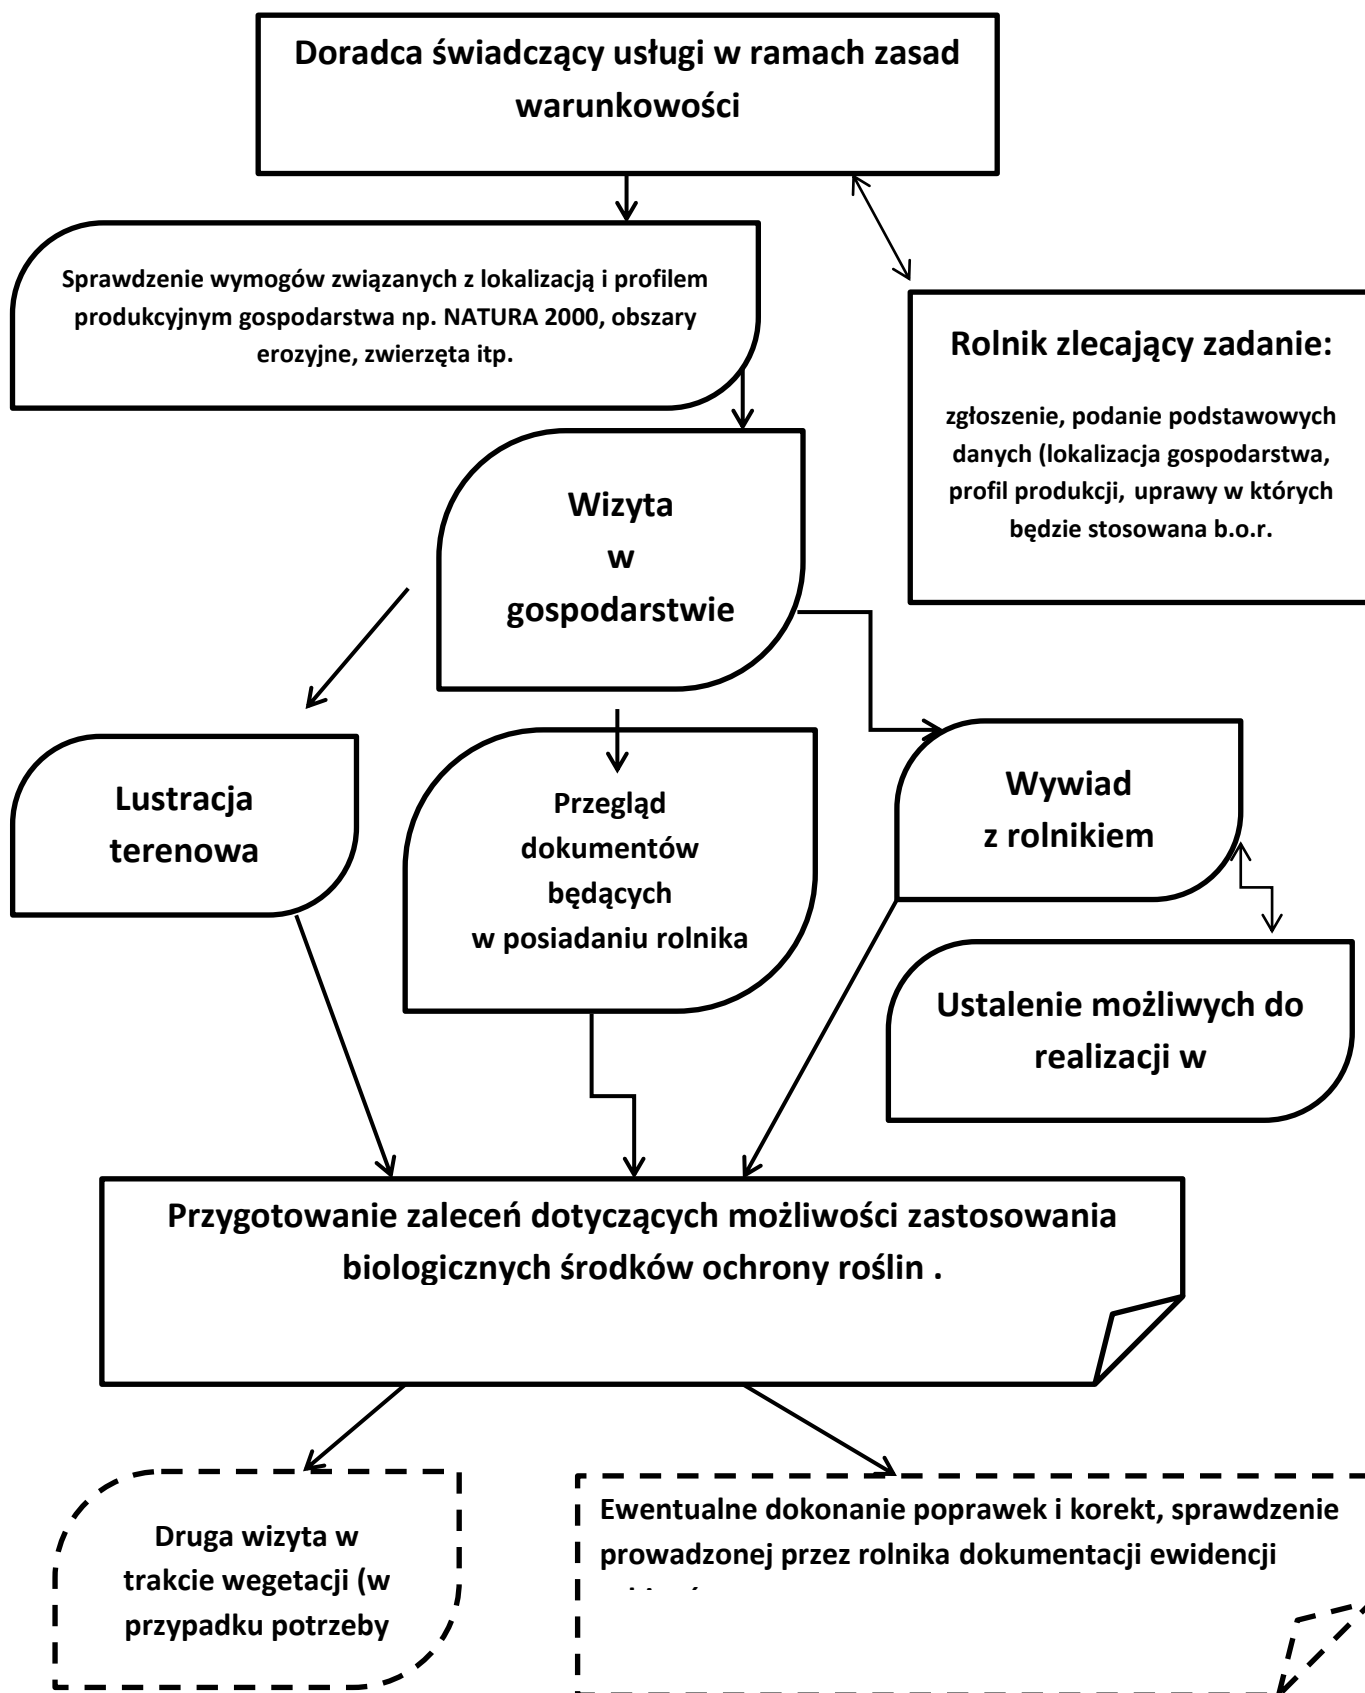 Doradca świadczący usługi w ramach zasad
warunkowości
Sprawdzenie wymogów związanych z lokalizacją i profilem
produkcyjnym gospodarstwa np. NATURA 2000, obszary
erozyjne, zwierzęta itp.
Rolnik zlecający zadanie:
zgłoszenie, podanie podstawowych
danych (lokalizacja gospodarstwa,
profil produkcji, uprawy w których
będzie stosowana b.o.r.
Wizyta
w
gospodarstwie
Lustracja
terenowa
Przegląd
dokumentów
będących
w posiadaniu rolnika
Wywiad
z rolnikiem
Ustalenie możliwych do
realizacji w
Przygotowanie zaleceń dotyczących możliwości zastosowania
biologicznych środków ochrony roślin .
Druga wizyta w
trakcie wegetacji (w
przypadku potrzeby
Ewentualne dokonanie poprawek i korekt, sprawdzenie
prowadzonej przez rolnika dokumentacji ewidencji